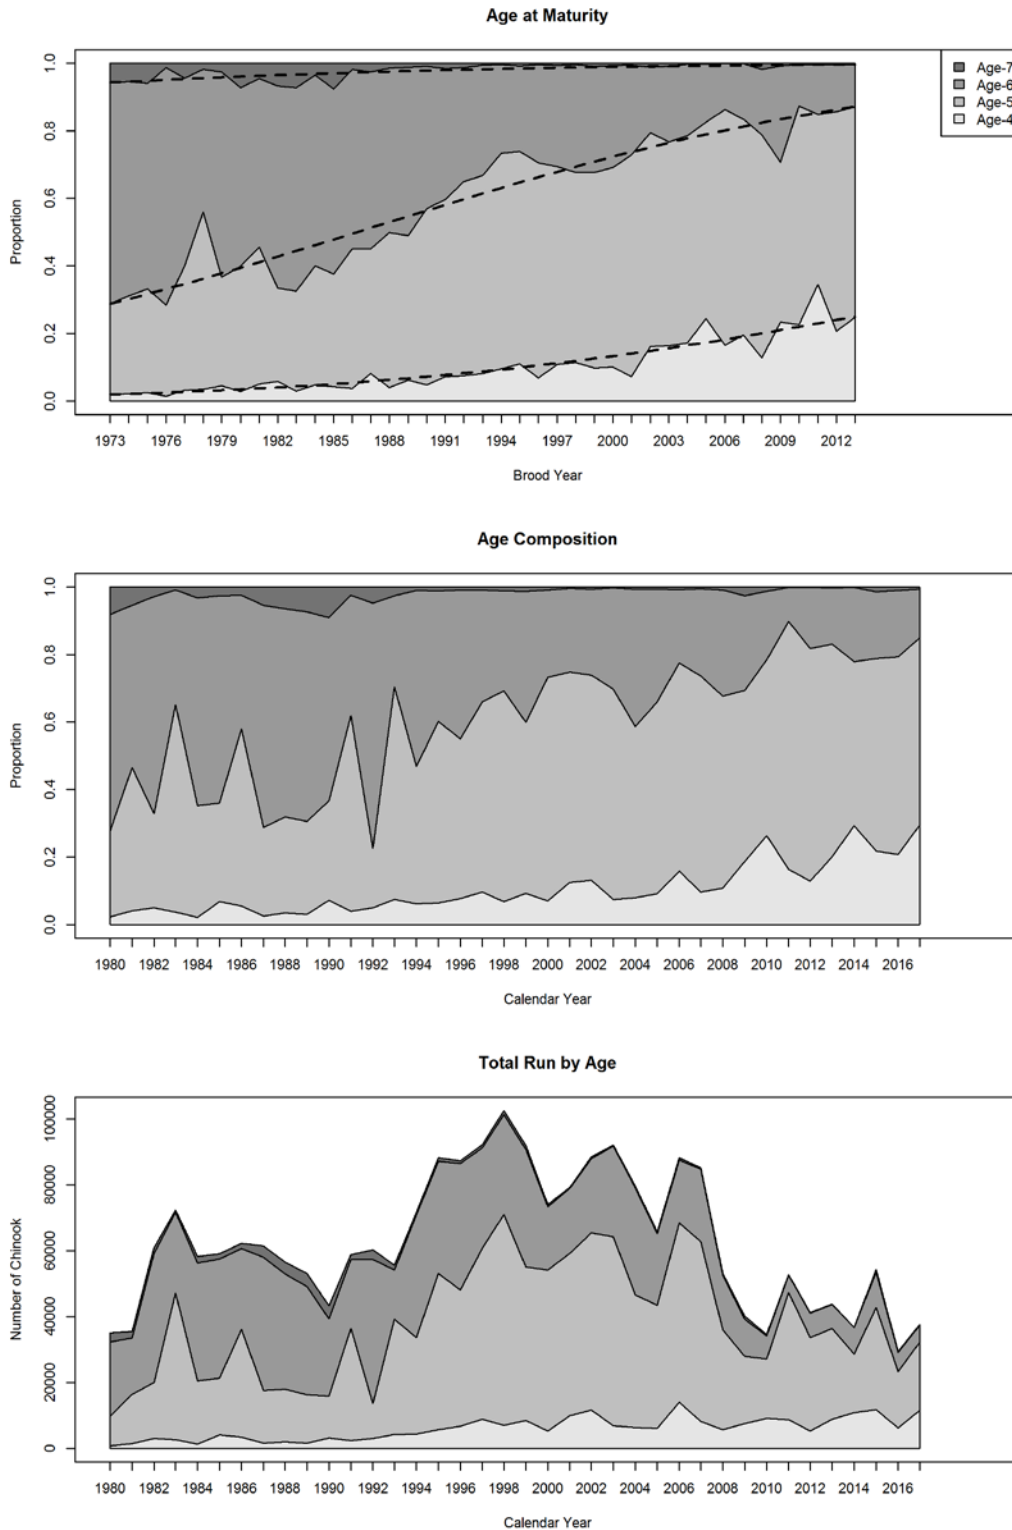 Age at Maturity
1.0
0.8
0.6
0.4
0.2
0.0
Proportion
Age-7
Age-6
Age-5
Age-4
1973 1976 1979 1982 1985 1988 1991 1994 1997 2000 2003 2006 2009 2012
Brood Year
Age Composition
1.0
0.8
0.6
0.4
0.2
0.0
Proportion
1980 1982 1984 1986 1988 1990 1992 1994 1996 1998 2000 2002 2004 2006 2008 2010 2012 2014 2016
Calendar Year
Total Run by Age
100000
80000
60000
40000
20000
0
Number of Chinook
1980 1982 1984 1986 1988 1990 1992 1994 1996 1998 2000 2002 2004 2006 2008 2010 2012 2014 2016
Calendar Year